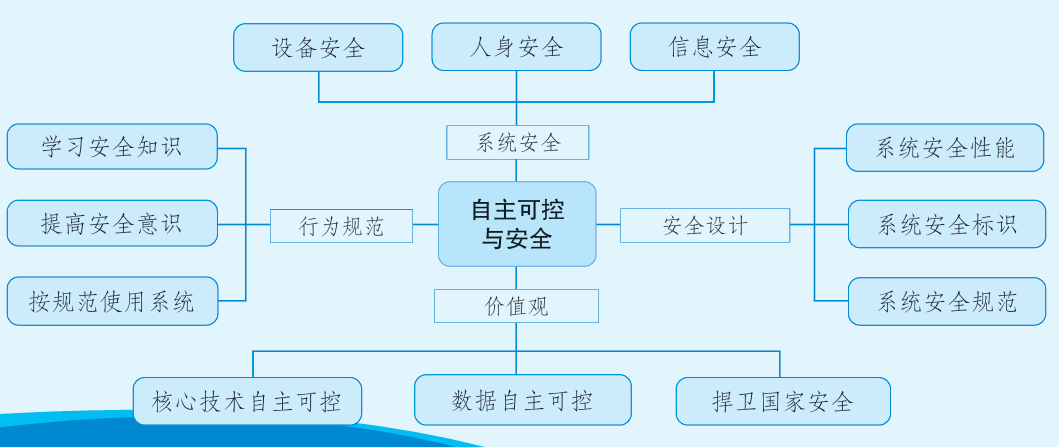 设备安全
人身安全
信息安全
系统安全
学习安全知识
提高安全意识
按规范使用系统
行为规范
自主可控
与安全
安全设计
系统安全性能
系统安全标识
系统安全规范
价值观
核心技术自主可控
数据自主可控
捍卫国家安全